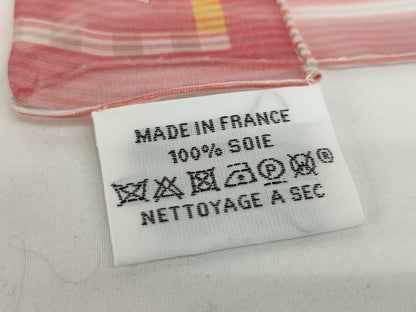 MADE IN FRANCE
100% SOIE
P W ®
NETTOYAGE A SEC